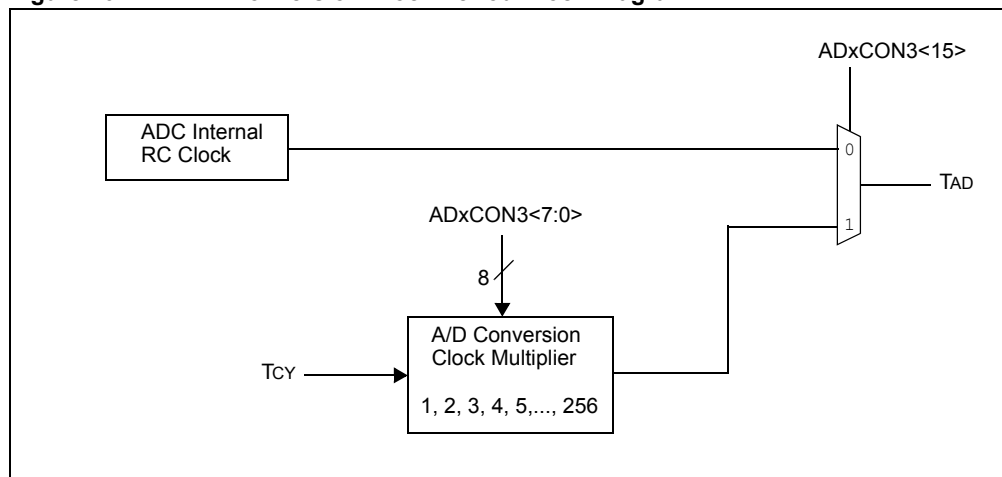 ADxCON3<15>
ADC Internal
RC Clock
0
TAD
ADxCON3<7:0>
1
8
A/D Conversion
Clock Multiplier
TCY
1, 2, 3, 4, 5,..., 256